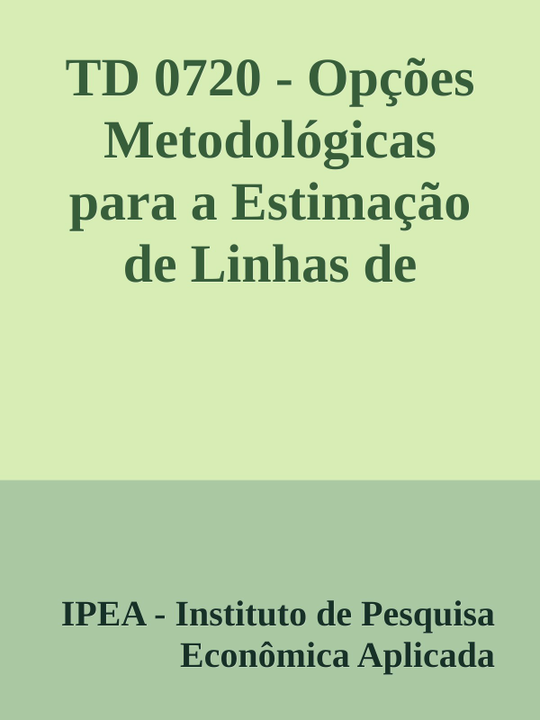 TD 0720 - Opções
Metodológicas
para a Estimação
de Linhas de
IPEA - Instituto de Pesquisa
Econômica Aplicada